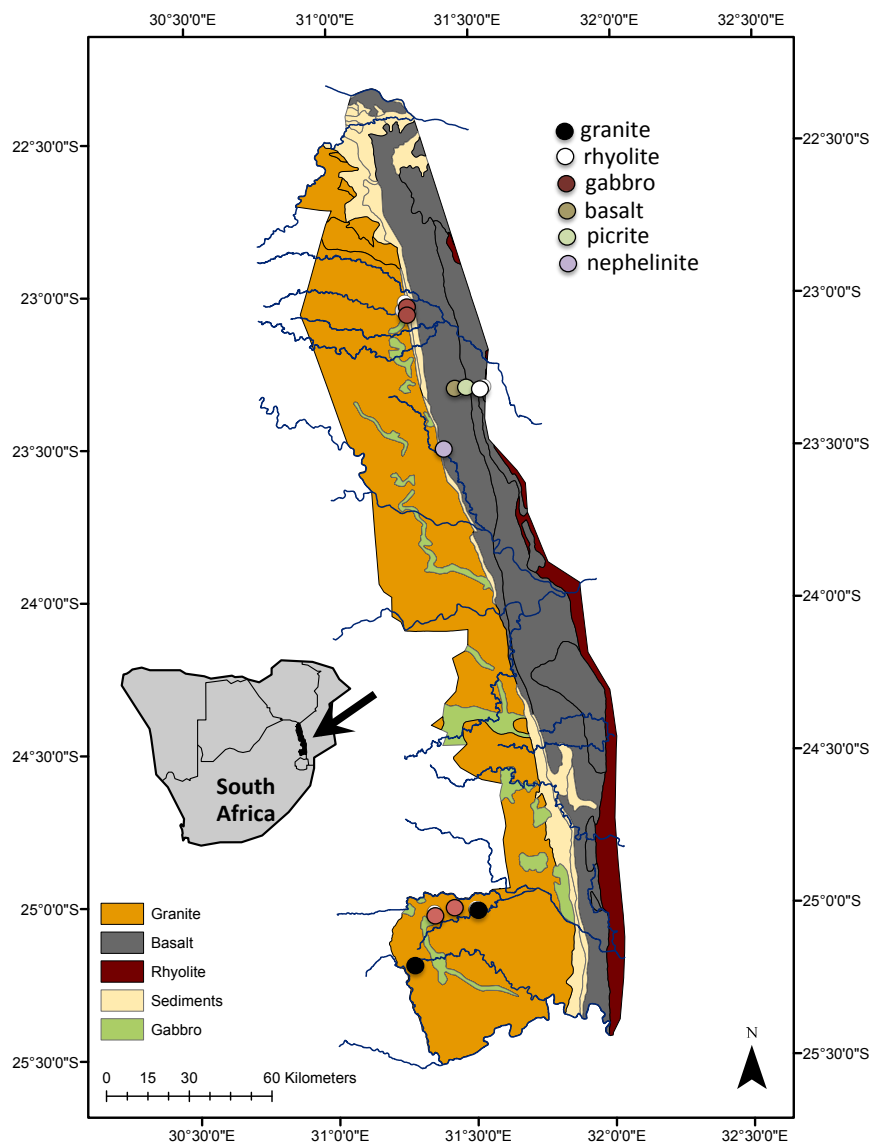 30°30'0"E 31°0'0"E 31°30'0"E 32°0'0"E 32°30'0"E
granite
rhyolite
gabbro
basalt
picrite
nephelinite
22°30'0"S 22°30'0"S
23°0'0"S 23°0'0"S
23°30'0"S 23°30'0"S
24°0'0"S 24°0'0"S
24°30'0"S 24°30'0"S
25°0'0"S 25°0'0"S
25°30'0"S 25°30'0"S
South
Africa
Granite
Basalt
Rhyolite
Sediments
Gabbro
0 15 30 60 Kilometers
N
30°30'0"E 31°0'0"E 31°30'0"E 32°0'0"E 32°30'0"E